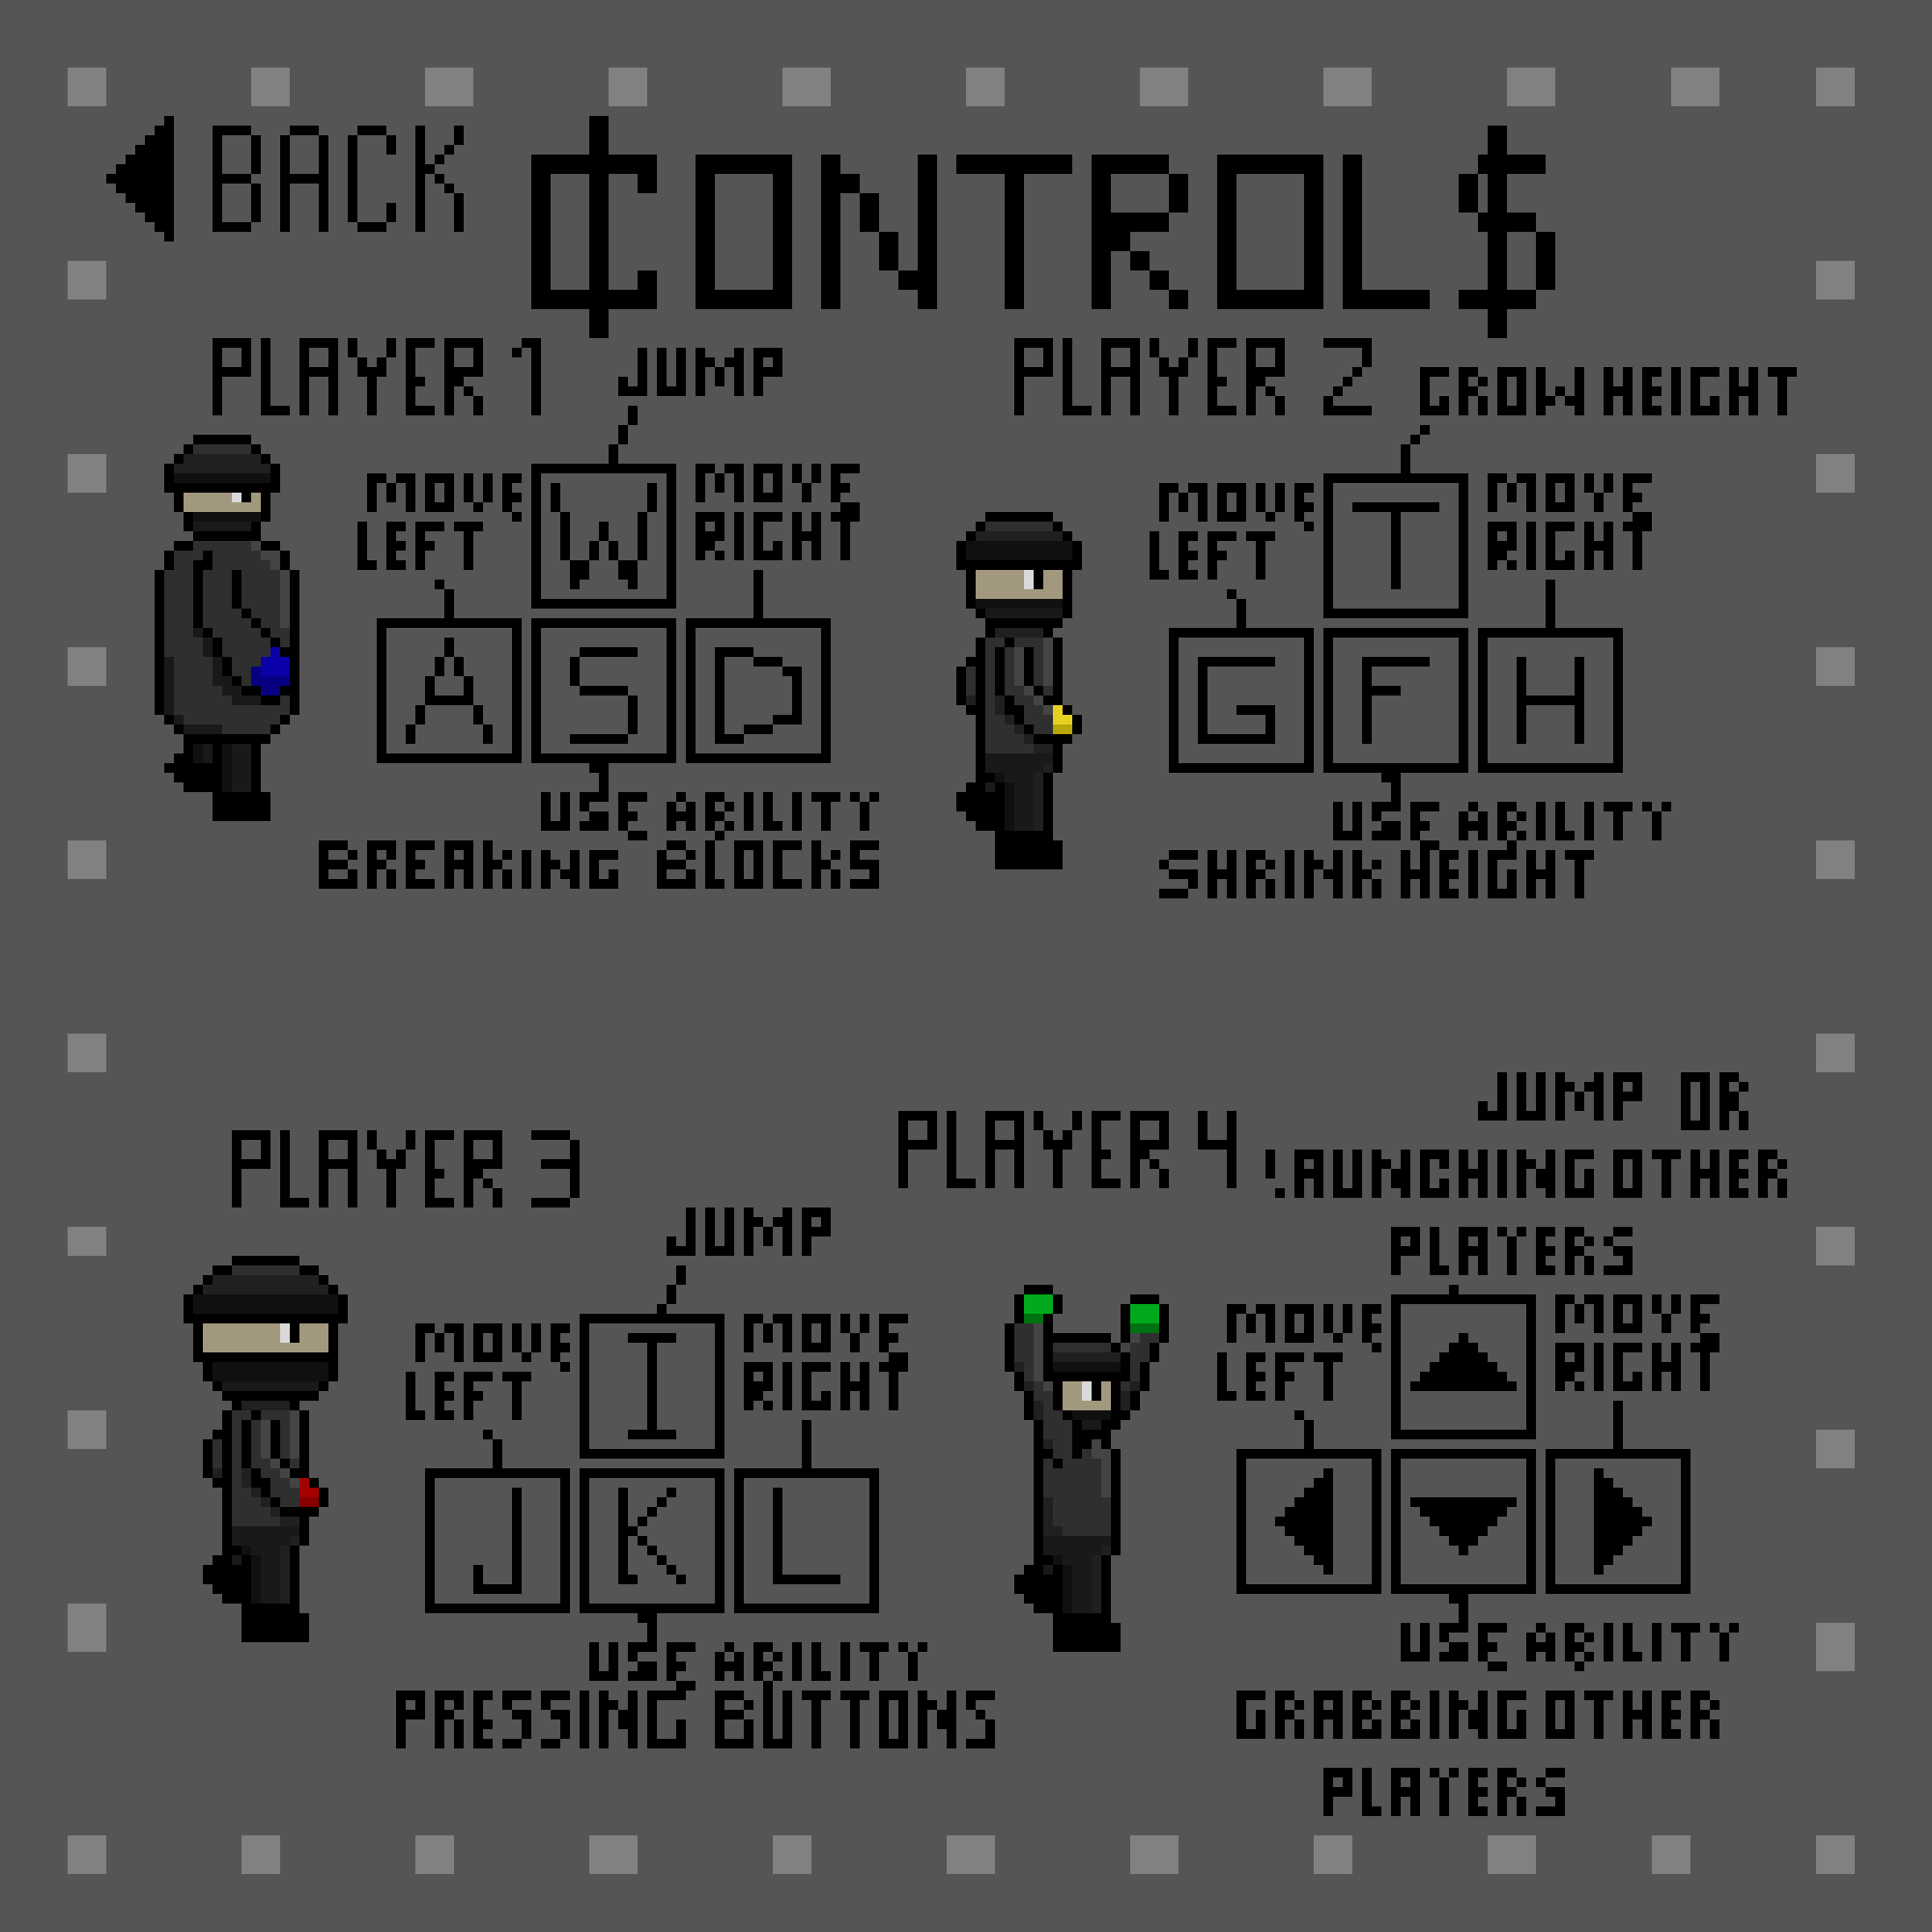 BACK
₵ONTROL$
PLAYER 1
JUMP
MOVE
LEFT
W
MOVE
RIGHT
A
S
D
USE ABILITY
BREAKING BLOCKS
PLAYER 2
GROW HEIGHT
MOVE
LEFT
T
MOVE
RIGHT
G
F
H
USE ABILITY
SHRINK HEIGHT
PLAYER 3
JUMP
MOVE
LEFT
I
MOVE
RIGHT
J
K
L
USE ABILITY
PRESSING BUTTONS
PLAYER 4
JUMP OR
LAUNCHING OTHER
PLAYERS
MOVE
LEFT
MOVE
RIGHT
USE ABILITY
GRABBING OTHER
PLAYERS